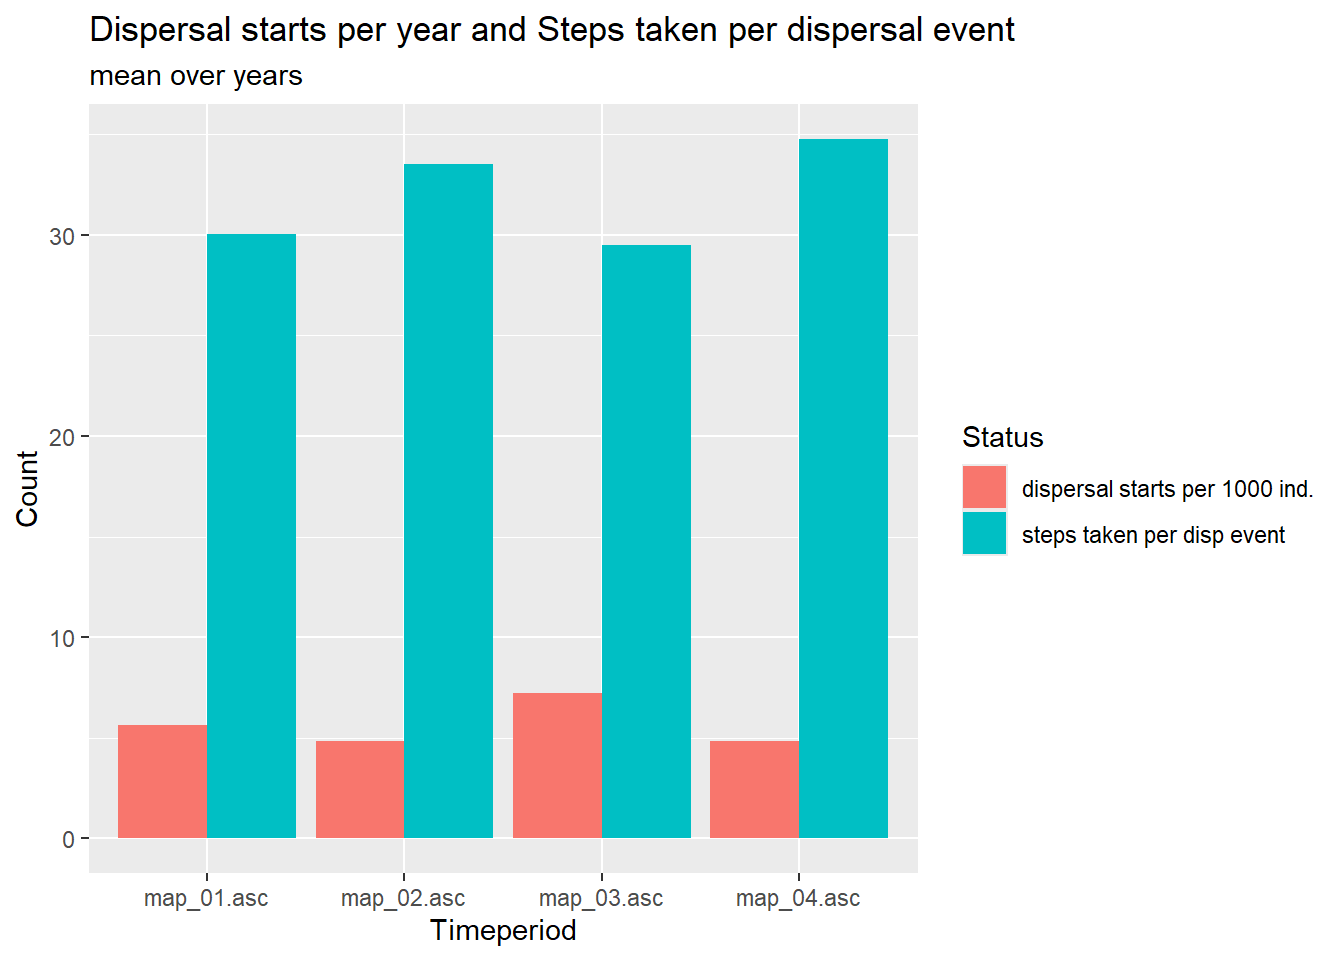 Dispersal starts per year and Steps taken per dispersal event
mean over years
30
20
10
0
Count
map_01.asc
map_02.asc
map_03.asc
map_04.asc
Timeperiod
Status
dispersal starts per 1000 ind.
steps taken per disp event